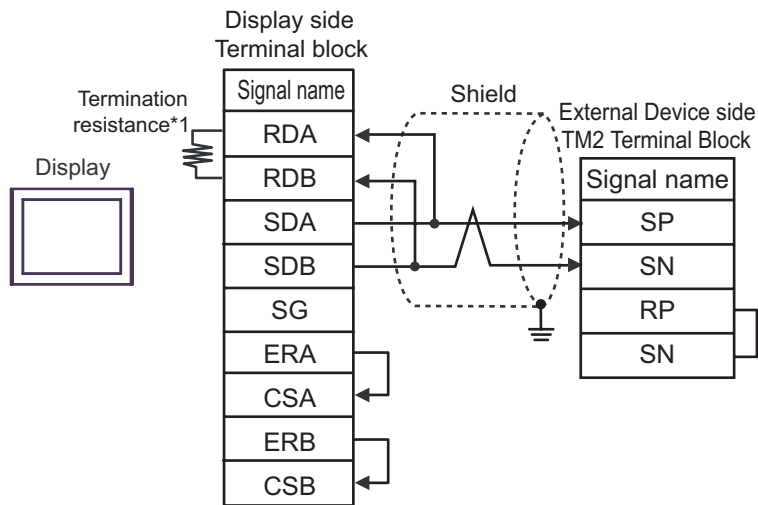 Display side
Terminal block
Signal name
Termination
resistance*1
RDA
RDB
SDA
SDB
SG
ERA
CSA
ERB
CSB
Display
Shield
External Device side
TM2 Terminal Block
Signal name
SP
SN
RP
SN